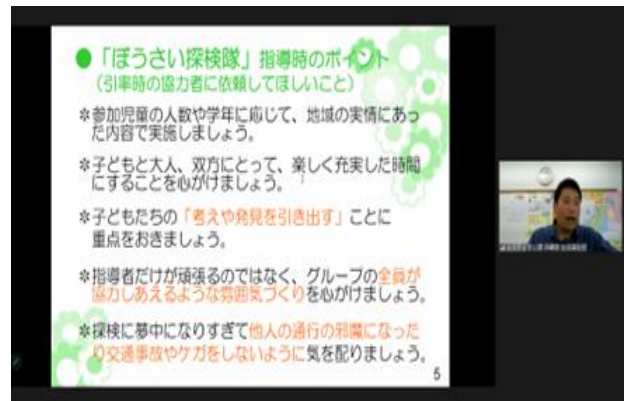 ●「ぼうさい探検隊」指導時のポイント
（引率時の協力者に依頼してほしいこと）
✲参加児童の人数や学年に応じて、地域の実情にあっ
た内容で実施しましょう。
✲子どもと大人、双方にとって、楽しく充実した時間
にすることを心がけましょう。
✲子どもたちの「考えや発見を引き出す」ことに
重点をおきましょう。
✲指導者だけが頑張るのではなく、グループの全員が
協力しあえるような雰囲気づくりを心がけましょう。
✲探検に夢中になりすぎて他人の通行の邪魔になった
り交通事故やケガをしないように気を配りましょう。
5